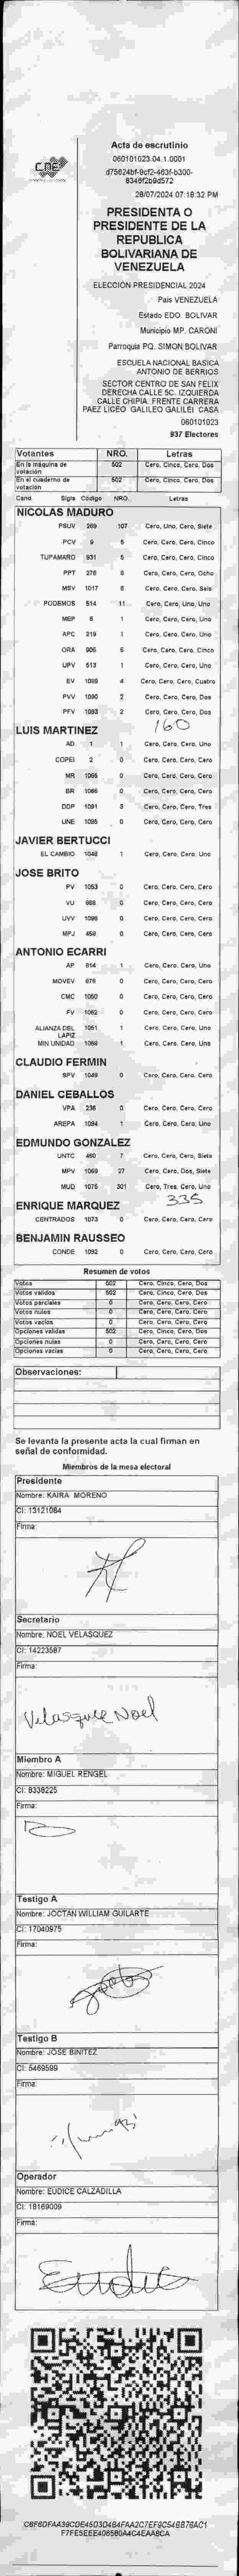 CNE
Acta de escrutinio
060101023.04.1.0001
d75624bf-9cf2-463f-b300-
8346f2b9d572
28/07/2024 07:18:32 PM
PRESIDENTA O
PRESIDENTE DE LA
REPUBLICA
BOLIVARIANA DE
VENEZUELA
ELECCIÓN PRESIDENCIAL 2024
País VENEZUELA
Estado EDO. BOLIVAR
Municipio MP. CARONI
Parroquia PQ. SIMON BOLIVAR
ESCUELA NACIONAL BASICA
ANTONIO DE BERRIOS
SECTOR CENTRO DE SAN FELIX
DERECHA CALLE 5C. IZQUIERDA
CALLE CHIPIA. FRENTE CARRERA
PAEZ LICEO GALILEO GALILEI CASA
060101023
937 Electores
Votantes NRO. Letras
En la máquina de votación 502 Cero, Cinco, Cero, Dos
En el cuaderno de votación 502 Cero, Cinco, Cero, Dos
Cand. Sigla Código NRO. Letras
NICOLAS MADURO
PSUV 269 107 Cero, Uno, Cero, Siete
PCV 9 5 Cero, Cero, Cero, Cinco
TUPAMARO 931 5 Cero, Cero, Cero, Cinco
PPT 276 8 Cero, Cero, Cero, Ocho
MSV 1017 6 Cero, Cero, Cero, Seis
PODEMOS 514 11 Cero, Cero, Uno, Uno
MEP 8 1 Cero, Cero, Cero, Uno
APC 219 1 Cero, Cero, Cero, Uno
ORA 906 5 Cero, Cero, Cero, Cinco
UPV 513 1 Cero, Cero, Cero, Uno
EV 1089 4 Cero, Cero, Cero, Cuatro
PVV 1090 2 Cero, Cero, Cero, Dos
PFV 1093 2 Cero, Cero, Cero, Dos
160
LUIS MARTINEZ
AD 1 1 Cero, Cero, Cero, Uno
COPEI 2 0 Cero, Cero, Cero, Cero
MR 1065 0 Cero, Cero, Cero, Cero
BR 1066 0 Cero, Cero, Cero, Cero
DDP 1091 3 Cero, Cero, Cero, Tres
UNE 1095 0 Cero, Cero, Cero, Cero
JAVIER BERTUCCI
EL CAMBIO 1048 1 Cero, Cero, Cero, Uno
JOSE BRITO
PV 1053 0 Cero, Cero, Cero, Cero
VU 868 0 Cero, Cero, Cero, Cero
UVV 1096 0 Cero, Cero, Cero, Cero
MPJ 459 0 Cero, Cero, Cero, Cero
ANTONIO ECARRI
AP 814 1 Cero, Cero, Cero, Uno
MOVEV 878 0 Cero, Cero, Cero, Cero
CMC 1050 0 Cero, Cero, Cero, Cero
FV 1062 0 Cero, Cero, Cero, Cero
ALIANZA DEL LAPIZ 1061 1 Cero, Cero, Cero, Uno
MIN UNIDAD 1068 1 Cero, Cero, Cero, Uno
CLAUDIO FERMIN
SPV 1049 0 Cero, Cero, Cero, Cero
DANIEL CEBALLOS
VPA 236 0 Cero, Cero, Cero, Cero
AREPA 1094 1 Cero, Cero, Cero, Uno
EDMUNDO GONZALEZ
UNTC 460 7 Cero, Cero, Cero, Siete
MPV 1069 27 Cero, Cero, Dos, Siete
MUD 1075 301 Cero, Tres, Cero, Uno
335
ENRIQUE MARQUEZ
CENTRADOS 1073 0 Cero, Cero, Cero, Cero
BENJAMIN RAUSSEO
CONDE 1092 0 Cero, Cero, Cero, Cero
Resumen de votos
Votos 502 Cero, Cinco, Cero, Dos
Votos validos 502 Cero, Cinco, Cero, Dos
Votos parciales 0 Cero, Cero, Cero, Cero
Votos nulos 0 Cero, Cero, Cero, Cero
Votos vacios 0 Cero, Cero, Cero, Cero
Opciones validas 502 Cero, Cinco, Cero, Dos
Opciones nulas 0 Cero, Cero, Cero, Cero
Opciones vacias 0 Cero, Cero, Cero, Cero
Observaciones:
Se levanta la presente acta la cual firman en
señal de conformidad.
Miembros de la mesa electoral
Presidente
Nombre: KAIRA MORENO
CI: 13121084
Firma:
Secretario
Nombre: NOEL VELASQUEZ
CI: 14223587
Firma:
Velasquez Noel
Miembro A
Nombre: MIGUEL RENGEL
CI: 8338225
Firma:
Testigo A
Nombre: JOCTAN WILLIAM GUILARTE
CI: 17040975
Firma:
Testigo B
Nombre: JOSE BINITEZ
CI: 5469599
Firma:
Operador
Nombre: EUDICE CALZADILLA
CI: 18169009
Firma:
Eudice
C6F6DFAA39CDE45D3D4B4FAA2C7EF9C54BB76AC1
F7FE5EEF406580A4C4EAA8CA